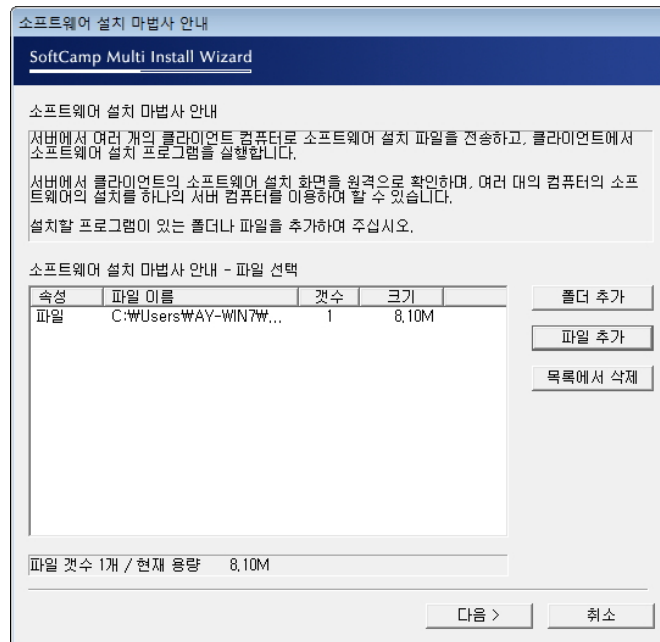 소프트웨어 설치 마법사 안내
SoftCamp Multi Install Wizard
소프트웨어 설치 마법사 안내
서버에서 여러 개의 클라이언트 컴퓨터로 소프트웨어 설치 파일을 전송하고, 클라이언트에서
소프트웨어 설치 프로그램을 실행합니다.
서버에서 클라이언트의 소프트웨어 설치 화면을 원격으로 확인하며, 여러 대의 컴퓨터의 소프
트웨어의 설치를 하나의 서버 컴퓨터를 이용하여 할 수 있습니다.
설치할 프로그램이 있는 폴더나 파일을 추가하여 주십시오.
소프트웨어 설치 마법사 안내 - 파일 선택
속성 파일 이름 갯수 크기
파일 C:₩Users₩AY-WIN7₩... 1 8,10M
폴더 추가
파일 추가
목록에서 삭제
파일 갯수 1개 / 현재 용량 8,10M
다음 > 취소